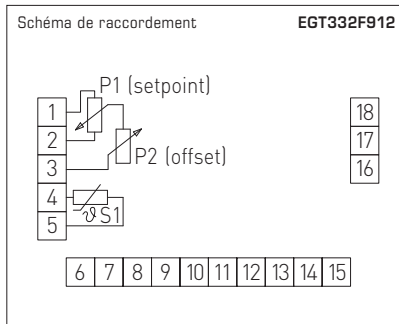 Schéma de raccordement EGT332F912
P1 (setpoint)
1
2
3
4
5
P2 (offset)
ϑ S1
18
17
16
6 7 8 9 10 11 12 13 14 15